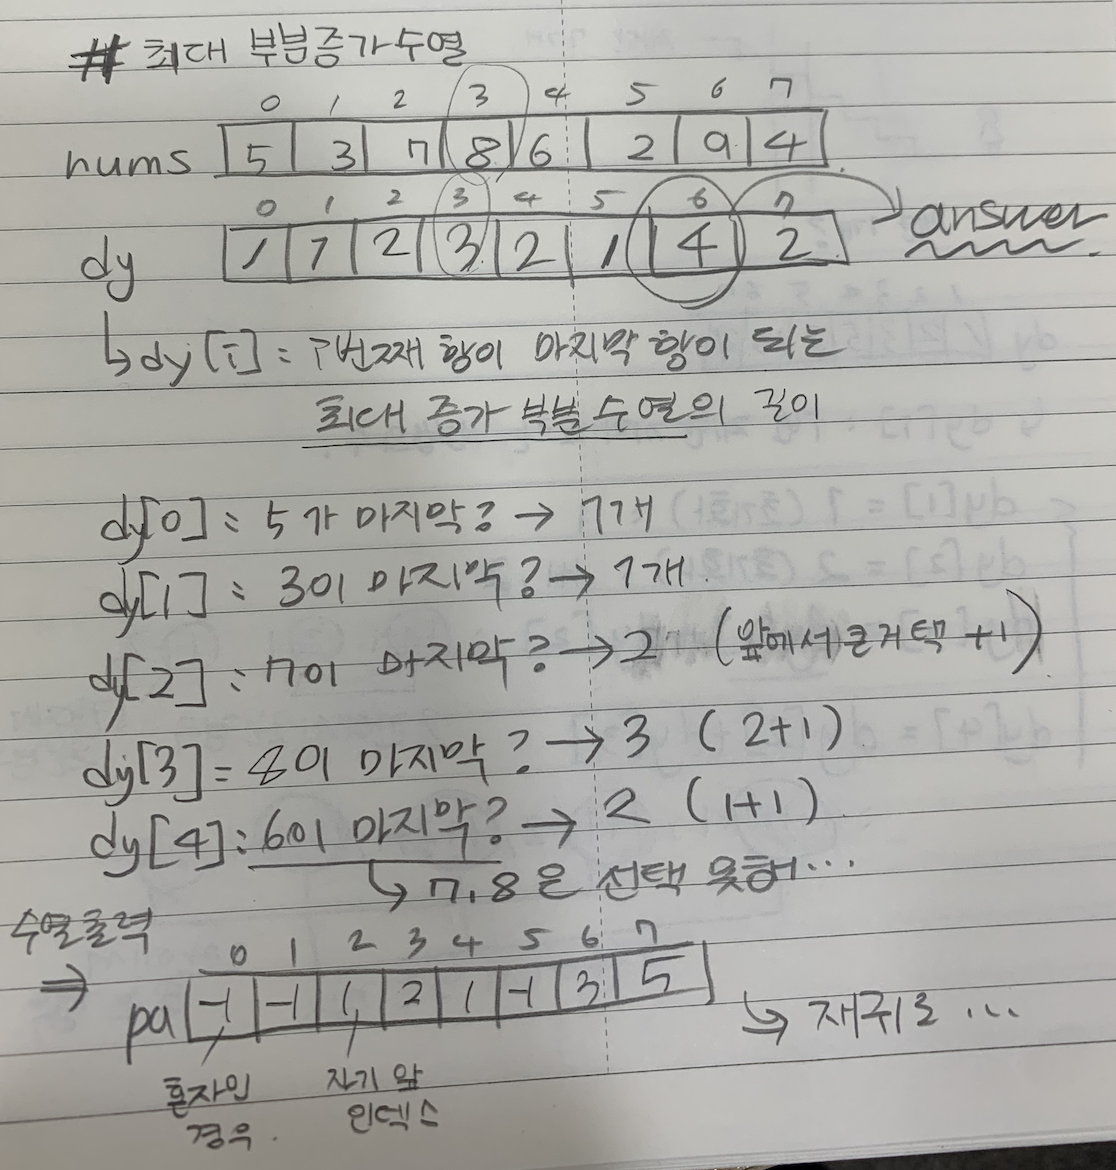 # 최대 부분증가수열
0 1 2 3 4 5 6 7
nums 5 3 7 8 6 2 9 4
0 1 2 3 4 5 6 7
dy 1 1 2 3 2 1 4 2 answer
↳ dy[i] = i번째 항이 마지막 항이 되는
최대 증가 부분 수열의 길이
dy[0] : 5가 마지막? → 1개
dy[1] : 3이 마지막? → 1개.
dy[2] : 7이 마지막? → 2 (앞에서 큰거 택 +1)
dy[3] = 8이 마지막? → 3 (2+1)
dy[4] : 6이 마지막? → 2 (1+1)
↳ 7, 8은 선택 못해...
수열출력
0 1 2 3 4 5 6 7
⇒ pa -1 -1 1 2 1 -1 3 5
↳ 재귀로 ...
혼자인 경우.
자기 앞 인덱스